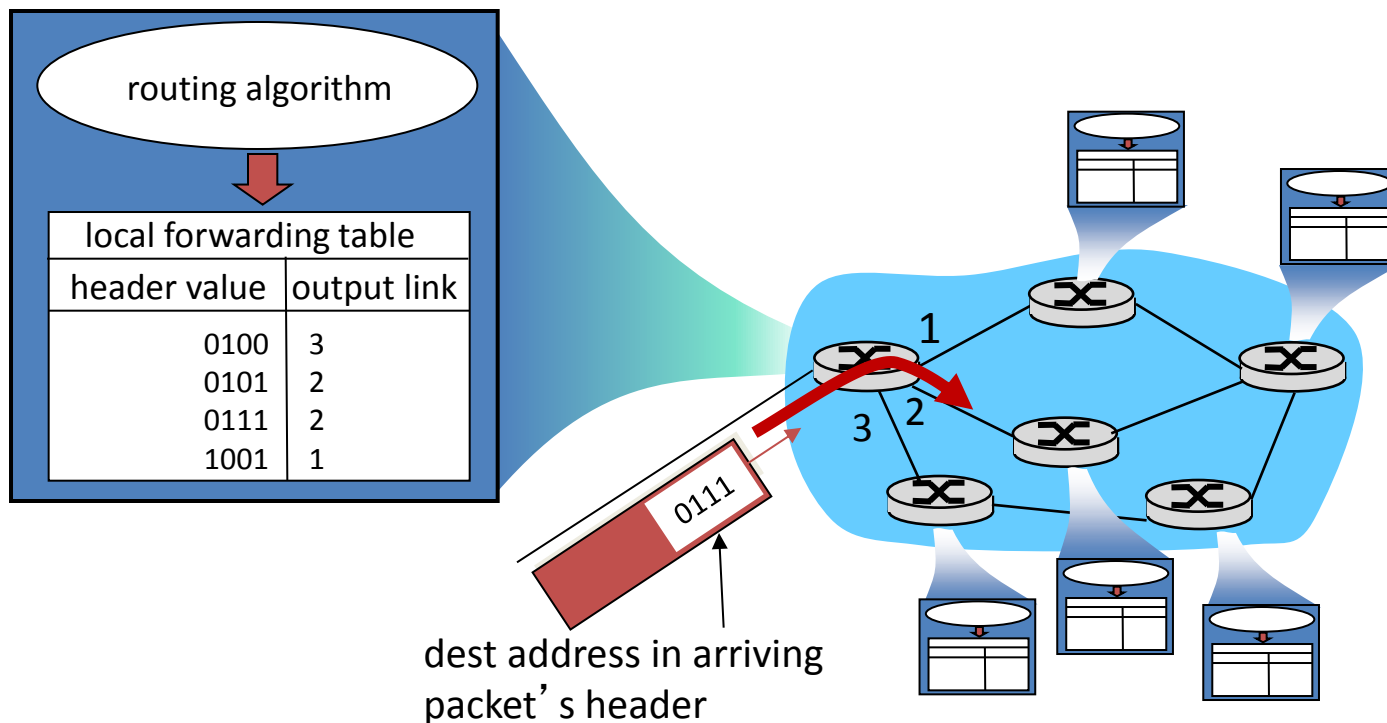 routing algorithm
local forwarding table
header value output link
0100 3
0101 2
0111 2
1001 1
1
2
3
0111
dest address in arriving
packet’ s header